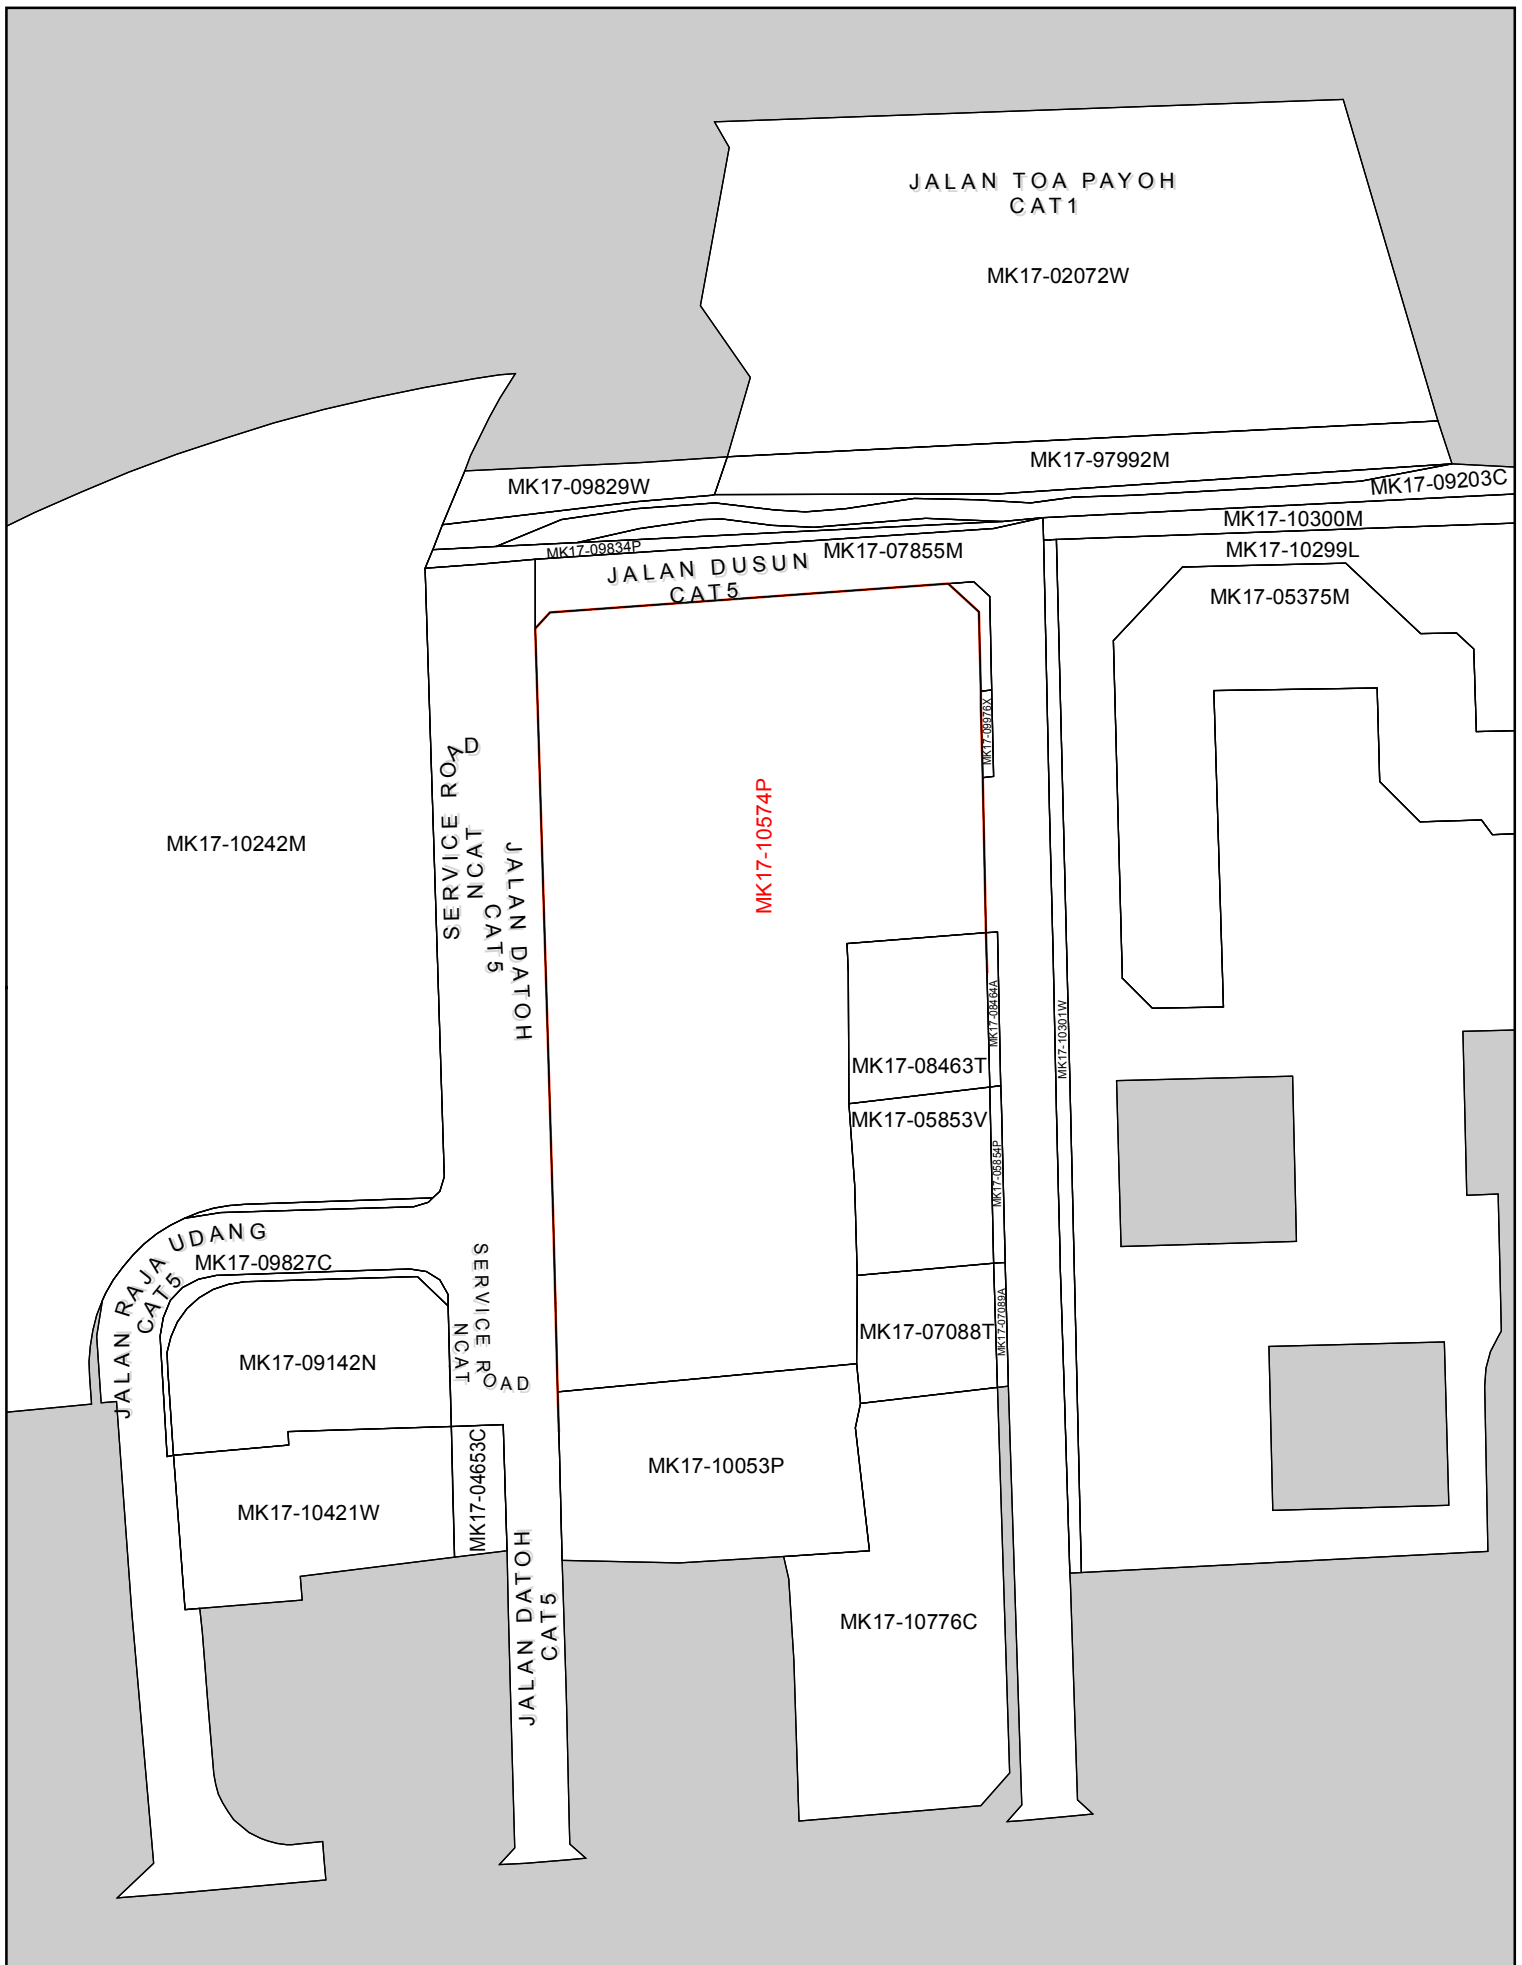 JALAN TOA PAYOH
CAT1
MK17-02072W
MK17-97992M
MK17-09829W
MK17-09203C
MK17-10300M
MK17-09834P
MK17-07855M
MK17-10299L
JALAN DUSUN
CAT5
MK17-05375M
MK17-09976X
SERVICE ROAD
NCAT
MK17-10574P
MK17-10242M
JALAN DATOH
CAT5
MK17-08464A
MK17-10301W
MK17-08463T
MK17-05853V
MK17-05854P
JALAN RAJA UDANG
CAT5
MK17-09827C
SERVICE ROAD
NCAT
MK17-07089A
MK17-07088T
MK17-09142N
MK17-10053P
MK17-04653C
MK17-10421W
JALAN DATOH
CAT5
MK17-10776C